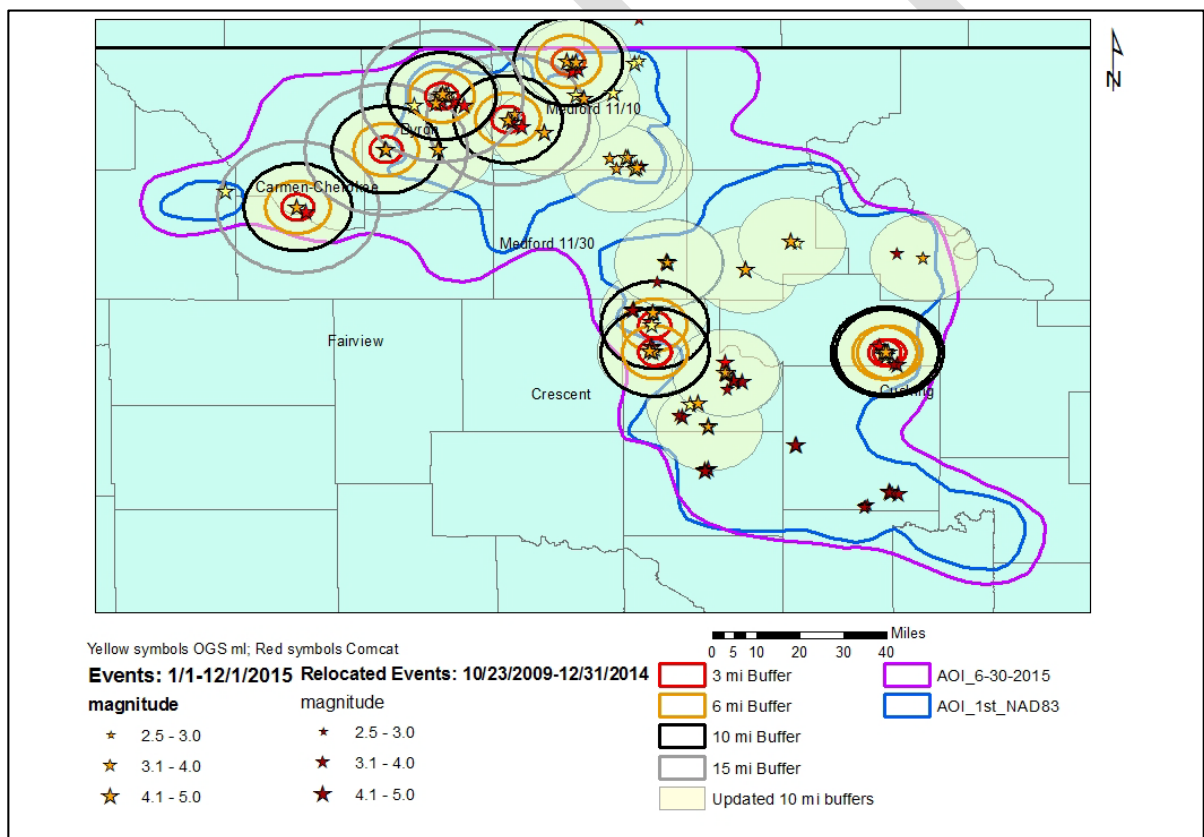 N
Medford 11/10
Byron
Carmen-Cherokee
Medford 11/30
Fairview
Crescent
Cushing
Yellow symbols OGS ml; Red symbols Comcat
Miles
0 5 10 20 30 40
Events: 1/1-12/1/2015 Relocated Events: 10/23/2009-12/31/2014
magnitude magnitude
2.5 - 3.0 2.5 - 3.0
3.1 - 4.0 3.1 - 4.0
4.1 - 5.0 4.1 - 5.0
3 mi Buffer
6 mi Buffer
10 mi Buffer
15 mi Buffer
Updated 10 mi buffers
AOI_6-30-2015
AOI_1st_NAD83